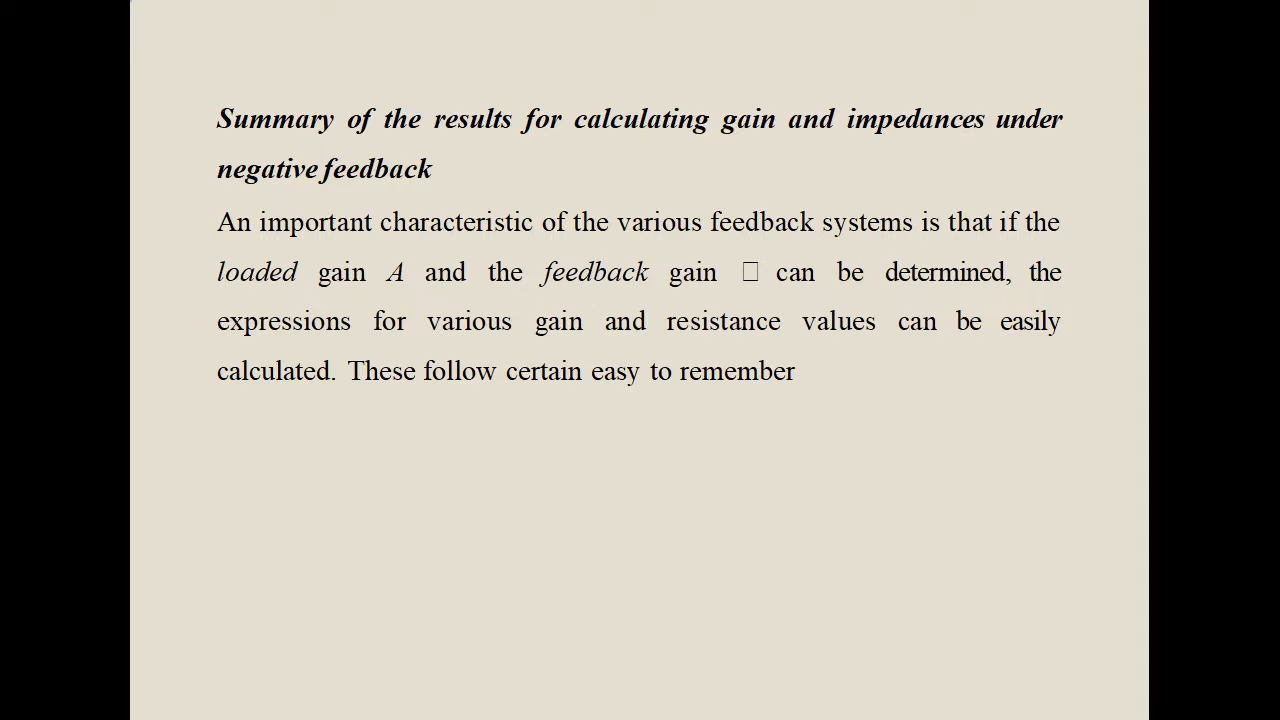 Summary of the results for calculating gain and impedances under
negative feedback
An important characteristic of the various feedback systems is that if the
loaded gain A and the feedback gain □ can be determined, the
expressions for various gain and resistance values can be easily
calculated. These follow certain easy to remember